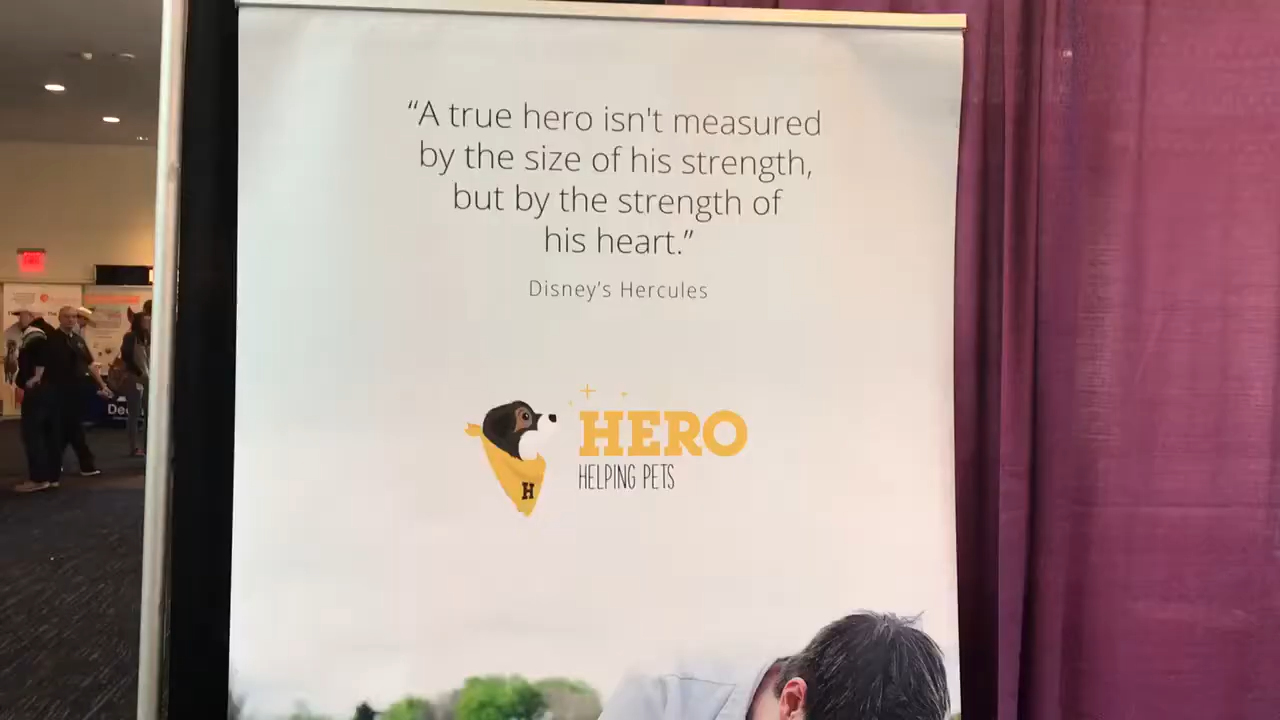 “A true hero isn't measured
by the size of his strength,
but by the strength of
his heart.”
Disney’s Hercules
HERO
HELPING PETS
H
EXIT